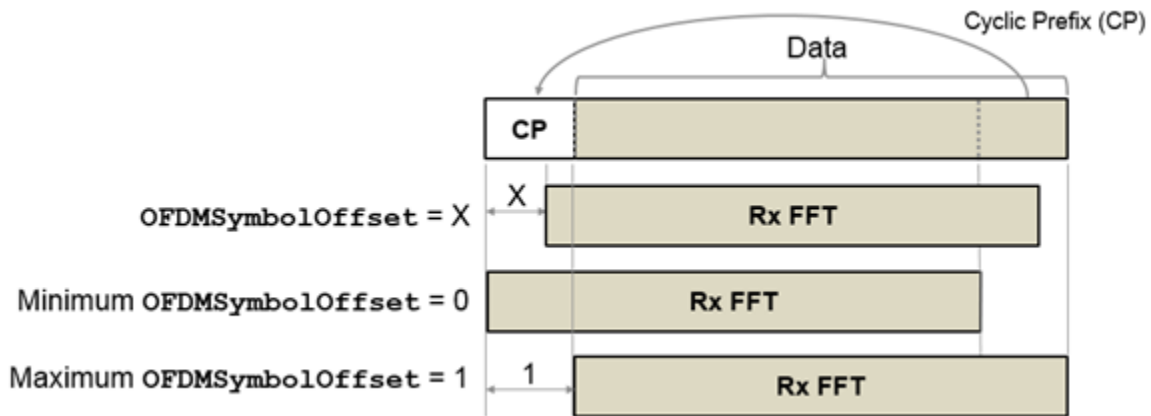 Cyclic Prefix (CP)
Data
CP
X
OFDMSymbolOffset = X
Rx FFT
Minimum OFDMSymbolOffset = 0
Rx FFT
Maximum OFDMSymbolOffset = 1
1
Rx FFT